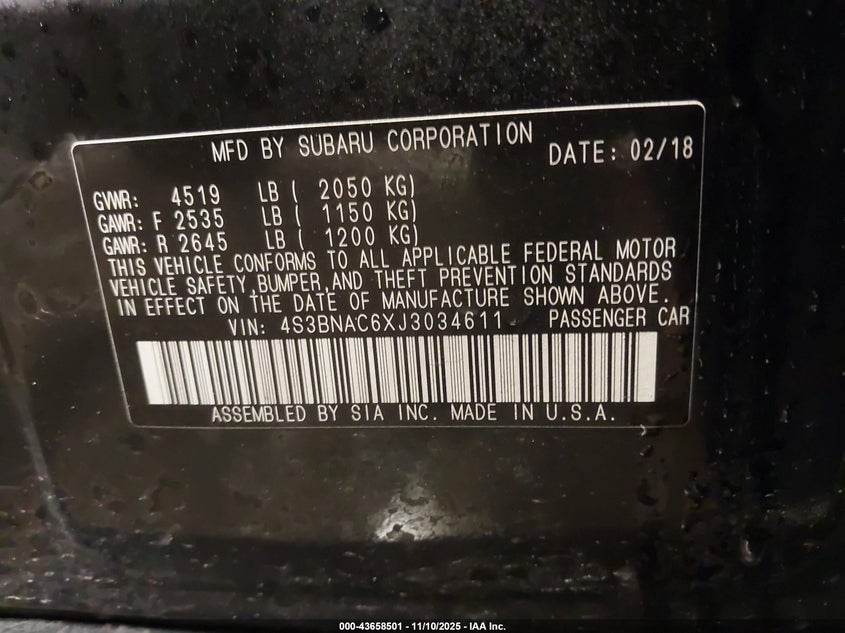 MFD BY SUBARU CORPORATION DATE: 02/18
GVWR: 4519 LB ( 2050 KG)
GAWR: F 2535 LB ( 1150 KG)
GAWR: R 2645 LB ( 1200 KG)
THIS VEHICLE CONFORMS TO ALL APPLICABLE FEDERAL MOTOR
VEHICLE SAFETY,BUMPER,AND THEFT PREVENTION STANDARDS
IN EFFECT ON THE DATE OF MANUFACTURE SHOWN ABOVE.
VIN: 4S3BNAC6XJ3034611 PASSENGER CAR
ASSEMBLED BY SIA INC. MADE IN U.S.A.
000-43658501 - 11/10/2025 - IAA Inc.